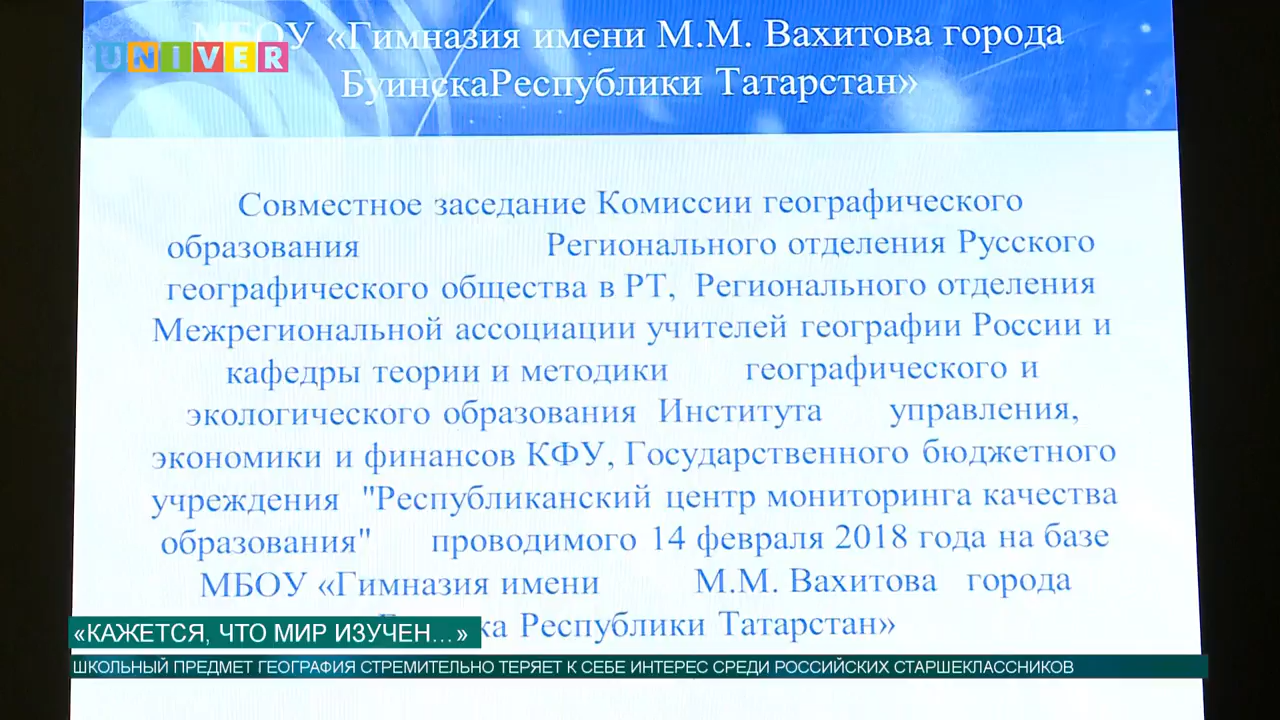 UNIVER
МБОУ «Гимназия имени М.М. Вахитова города
БуинскаРеспублики Татарстан»
Совместное заседание Комиссии географического
образования Регионального отделения Русского
географического общества в РТ, Регионального отделения
Межрегиональной ассоциации учителей географии России и
кафедры теории и методики географического и
экологического образования Института управления,
экономики и финансов КФУ, Государственного бюджетного
учреждения "Республиканский центр мониторинга качества
образования" проводимого 14 февраля 2018 года на базе
МБОУ «Гимназия имени М.М. Вахитова города
Республики Татарстан»
«КАЖЕТСЯ, ЧТО МИР ИЗУЧЕН...»
ШКОЛЬНЫЙ ПРЕДМЕТ ГЕОГРАФИЯ СТРЕМИТЕЛЬНО ТЕРЯЕТ К СЕБЕ ИНТЕРЕС СРЕДИ РОССИЙСКИХ СТАРШЕКЛАССНИКОВ